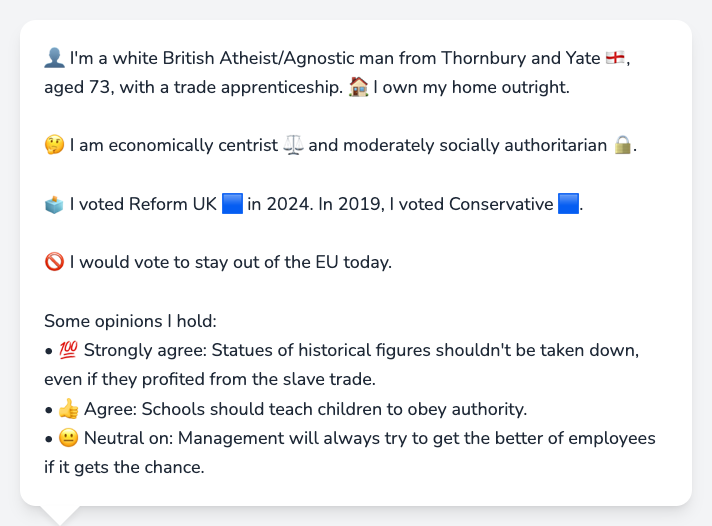 👤 I'm a white British Atheist/Agnostic man from Thornbury and Yate 🏴󠁧󠁢󠁥󠁮󠁧󠁿,
aged 73, with a trade apprenticeship. 🏠 I own my home outright.
🤔 I am economically centrist ⚖️ and moderately socially authoritarian 🔒.
🗳️ I voted Reform UK 🟦 in 2024. In 2019, I voted Conservative 🟦.
🚫 I would vote to stay out of the EU today.
Some opinions I hold:
• 💯 Strongly agree: Statues of historical figures shouldn't be taken down,
even if they profited from the slave trade.
• 👍 Agree: Schools should teach children to obey authority.
• 😐 Neutral on: Management will always try to get the better of employees
if it gets the chance.